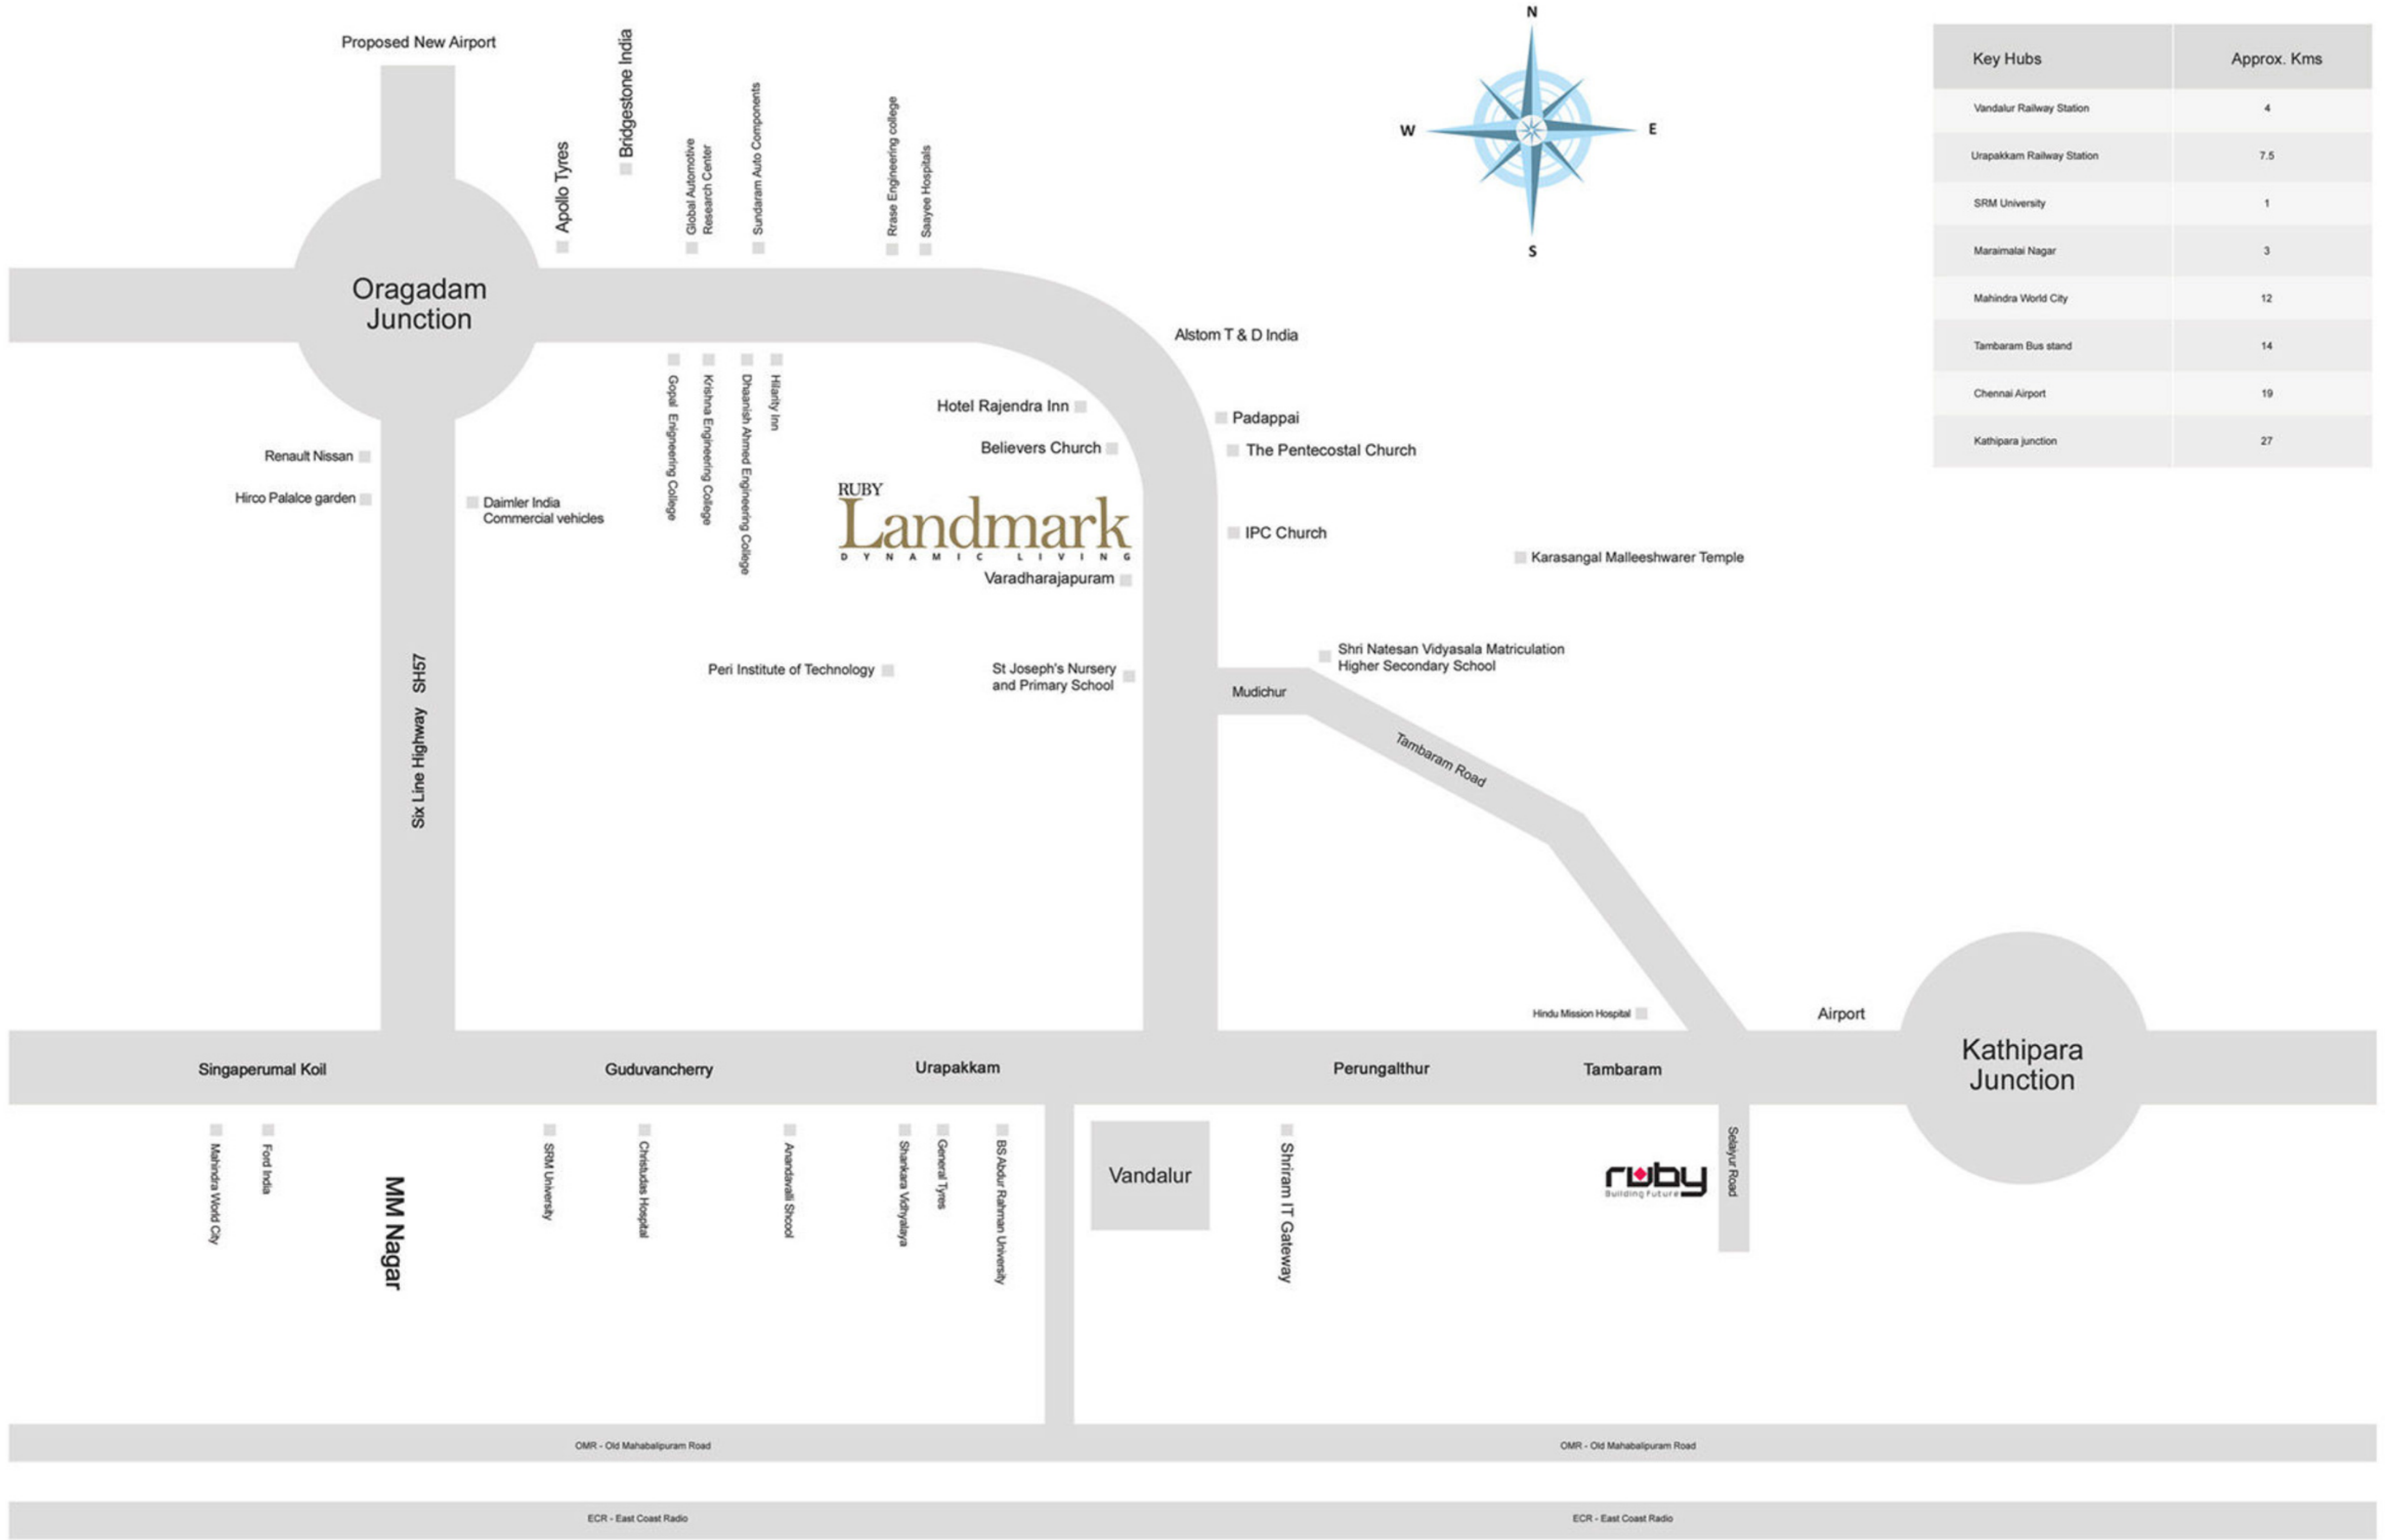 Proposed New Airport
Bridgestone India
Apollo Tyres
Global Automotive
Research Center
Sundaram Auto Components
Rrase Engineering college
Saayee Hospitals
N
W
E
S
Key Hubs Approx. Kms
Vandalur Railway Station 4
Urapakkam Railway Station 7.5
SRM University 1
Maraimalai Nagar 3
Mahindra World City 12
Tambaram Bus stand 14
Chennai Airport 19
Kathipara junction 27
Oragadam
Junction
Alstom T & D India
Gopal Enigneering College
Krishna Engineering College
Dhaanish Ahmed Engineering College
Hilarity Inn
Hotel Rajendra Inn
Padappai
Believers Church
The Pentecostal Church
Renault Nissan
Hirco Palalce garden
Daimler India
Commercial vehicles
RUBY
Landmark
DYNAMIC LIVING
IPC Church
Karasangal Malleeshwarer Temple
Varadharajapuram
Peri Institute of Technology
St Joseph's Nursery
and Primary School
Shri Natesan Vidyasala Matriculation
Higher Secondary School
Mudichur
Tambaram Road
Six Line Highway SH57
Hindu Mission Hospital
Airport
Kathipara
Junction
Singaperumal Koil
Guduvancherry
Urapakkam
Perungalthur
Tambaram
Mahindra World City
Ford India
MM Nagar
SRM University
Christudas Hospital
Anandavalli Shcool
Shankara Vidhyalaya
General Tyres
BS Abdur Rahman University
Vandalur
Shriram IT Gateway
ruby
Building Future
Selaiyur Road
OMR - Old Mahabalipuram Road
OMR - Old Mahabalipuram Road
ECR - East Coast Radio
ECR - East Coast Radio